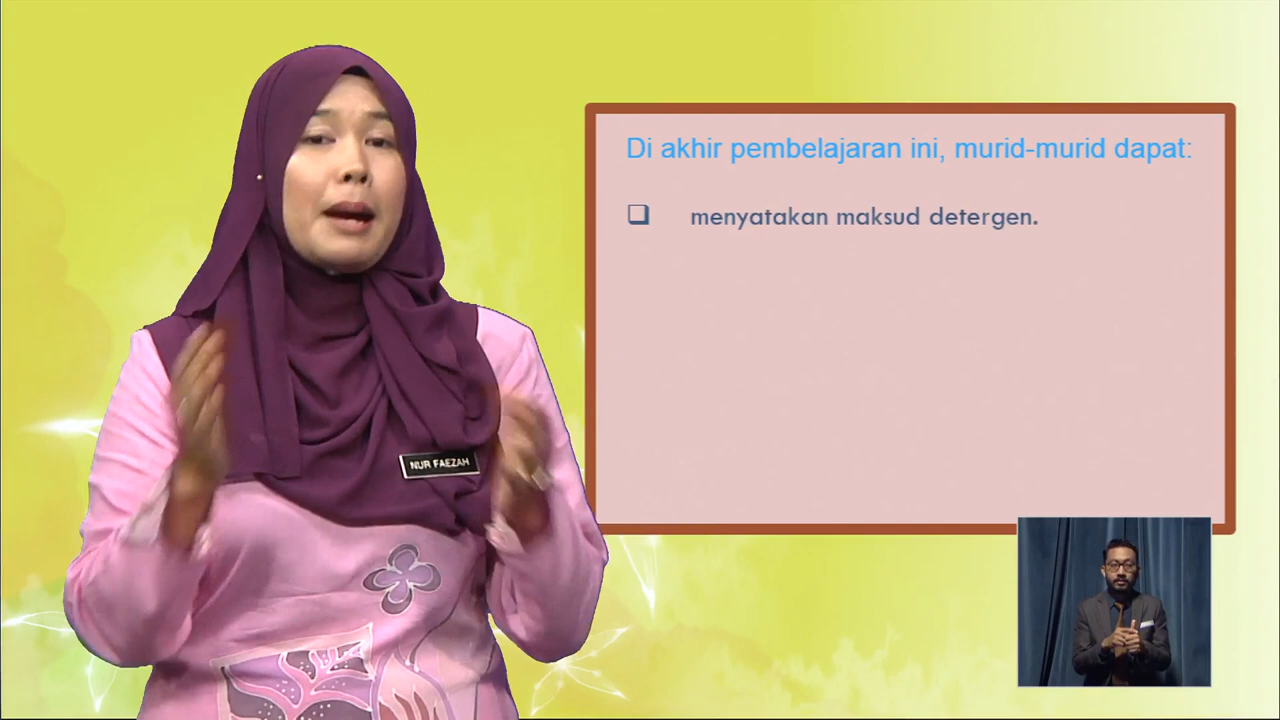 Di akhir pembelajaran ini, murid-murid dapat:
❑ menyatakan maksud detergen.
NUR FAEZAH